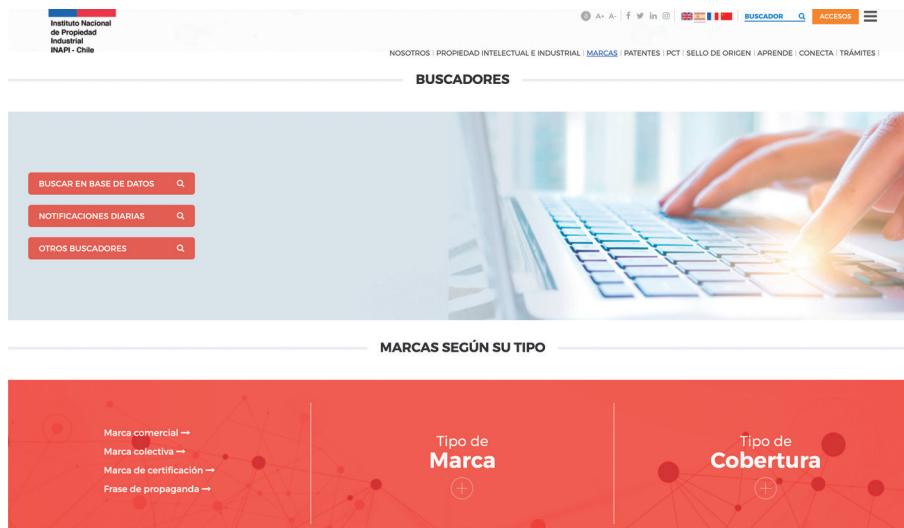 Instituto Nacional
de Propiedad
Industrial
INAPI - Chile
A+ A- BUSCADOR ACCESOS
NOSOTROS | PROPIEDAD INTELECTUAL E INDUSTRIAL | MARCAS | PATENTES | PCT | SELLO DE ORIGEN | APRENDE | CONECTA | TRÁMITES |
BUSCADORES
BUSCAR EN BASE DE DATOS
NOTIFICACIONES DIARIAS
OTROS BUSCADORES
MARCAS SEGÚN SU TIPO
Marca comercial →
Marca colectiva →
Marca de certificación →
Frase de propaganda →
Tipo de
Marca
Tipo de
Cobertura